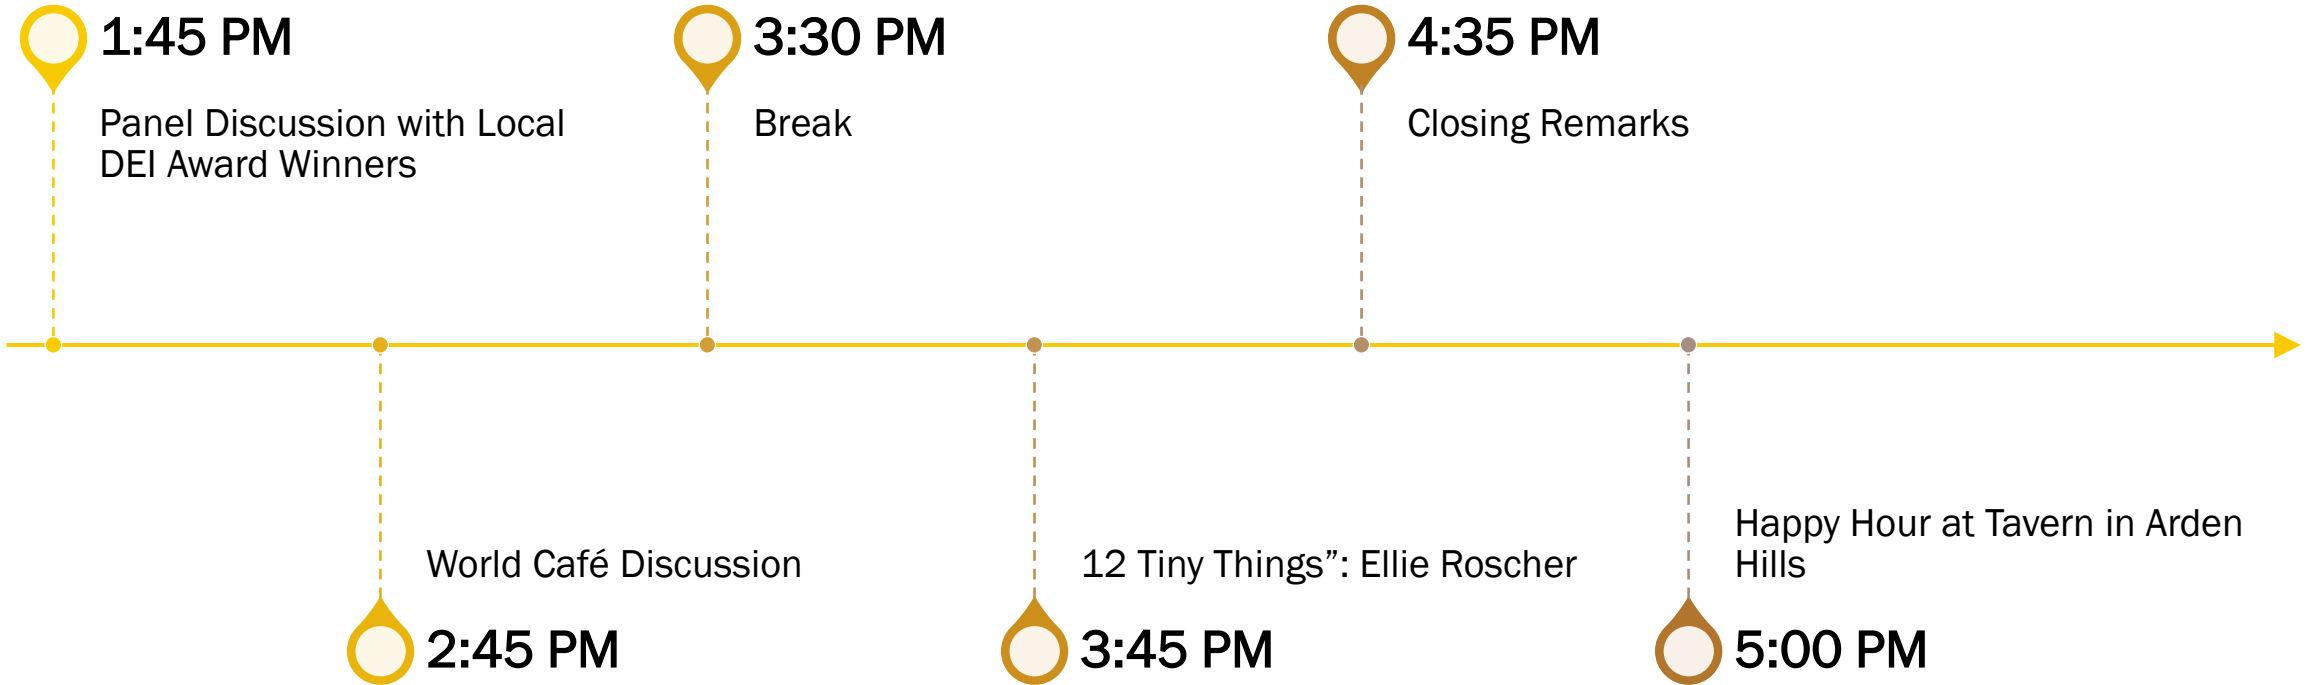 1:45 PM
Panel Discussion with Local
DEI Award Winners
World Café Discussion
2:45 PM
3:30 PM
Break
12 Tiny Things”: Ellie Roscher
3:45 PM
4:35 PM
Closing Remarks
Happy Hour at Tavern in Arden
Hills
5:00 PM